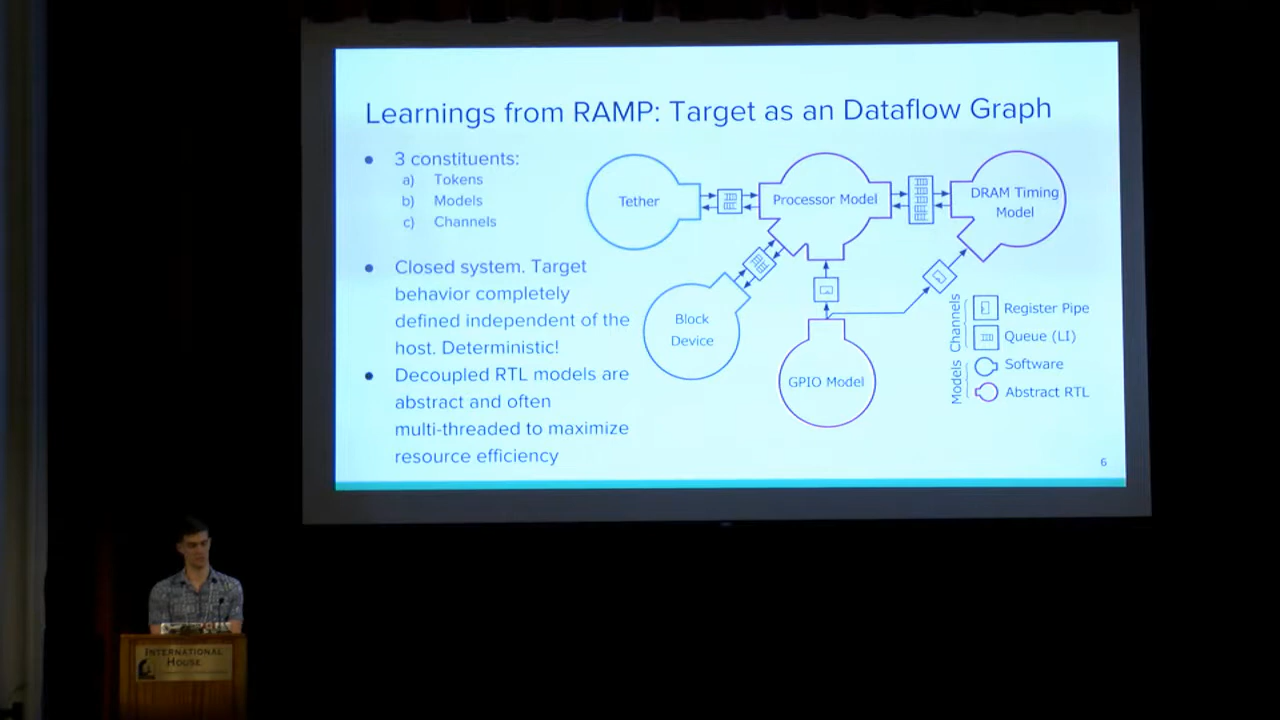 Learnings from RAMP: Target as an Dataflow Graph
● 3 constituents:
a) Tokens
b) Models
c) Channels
● Closed system. Target
behavior completely
defined independent of the
host. Deterministic!
● Decoupled RTL models are
abstract and often
multi-threaded to maximize
resource efficiency
Tether
Processor Model
DRAM Timing
Model
Block
Device
GPIO Model
Channels
Register Pipe
Queue (LI)
Models
Software
Abstract RTL
6
INTERNATIONAL
HOUSE